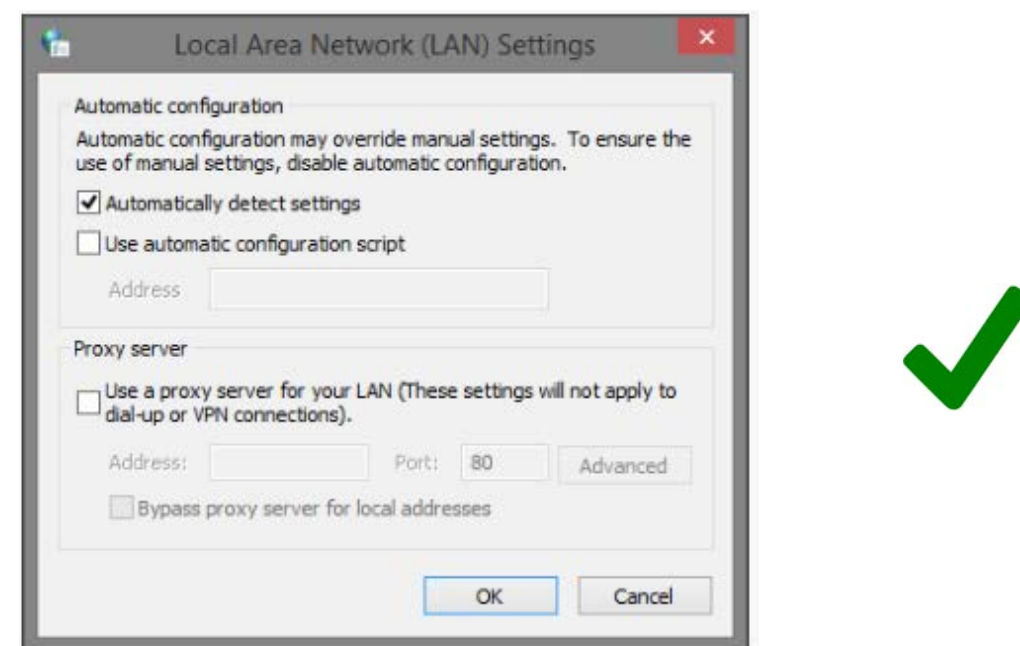 Local Area Network (LAN) Settings
Automatic configuration
Automatic configuration may override manual settings. To ensure the
use of manual settings, disable automatic configuration.
Automatically detect settings
Use automatic configuration script
Address
Proxy server
Use a proxy server for your LAN (These settings will not apply to
dial-up or VPN connections).
Address: Port: 80 Advanced
Bypass proxy server for local addresses
OK Cancel